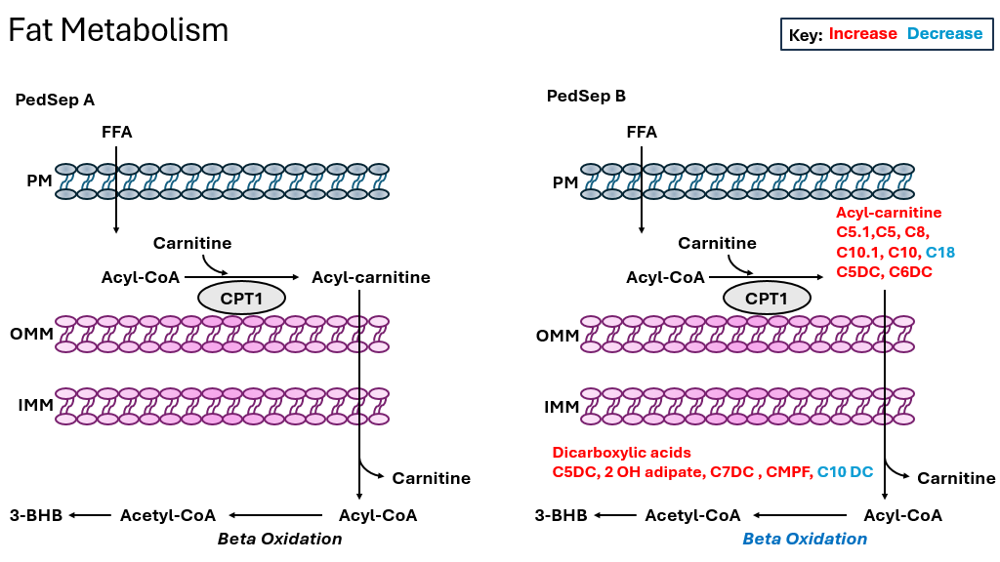 Fat Metabolism
Key: Increase Decrease
PedSep A
FFA
PM
Carnitine
Acyl-CoA
Acyl-carnitine
CPT1
OMM
IMM
Carnitine
3-BHB
Acetyl-CoA
Acyl-CoA
Beta Oxidation
PedSep B
FFA
PM
Acyl-carnitine
C5.1,C5, C8,
C10.1, C10, C18
C5DC, C6DC
Carnitine
Acyl-CoA
CPT1
OMM
IMM
Dicarboxylic acids
C5DC, 2 OH adipate, C7DC , CMPF, C10 DC
Carnitine
3-BHB
Acetyl-CoA
Acyl-CoA
Beta Oxidation